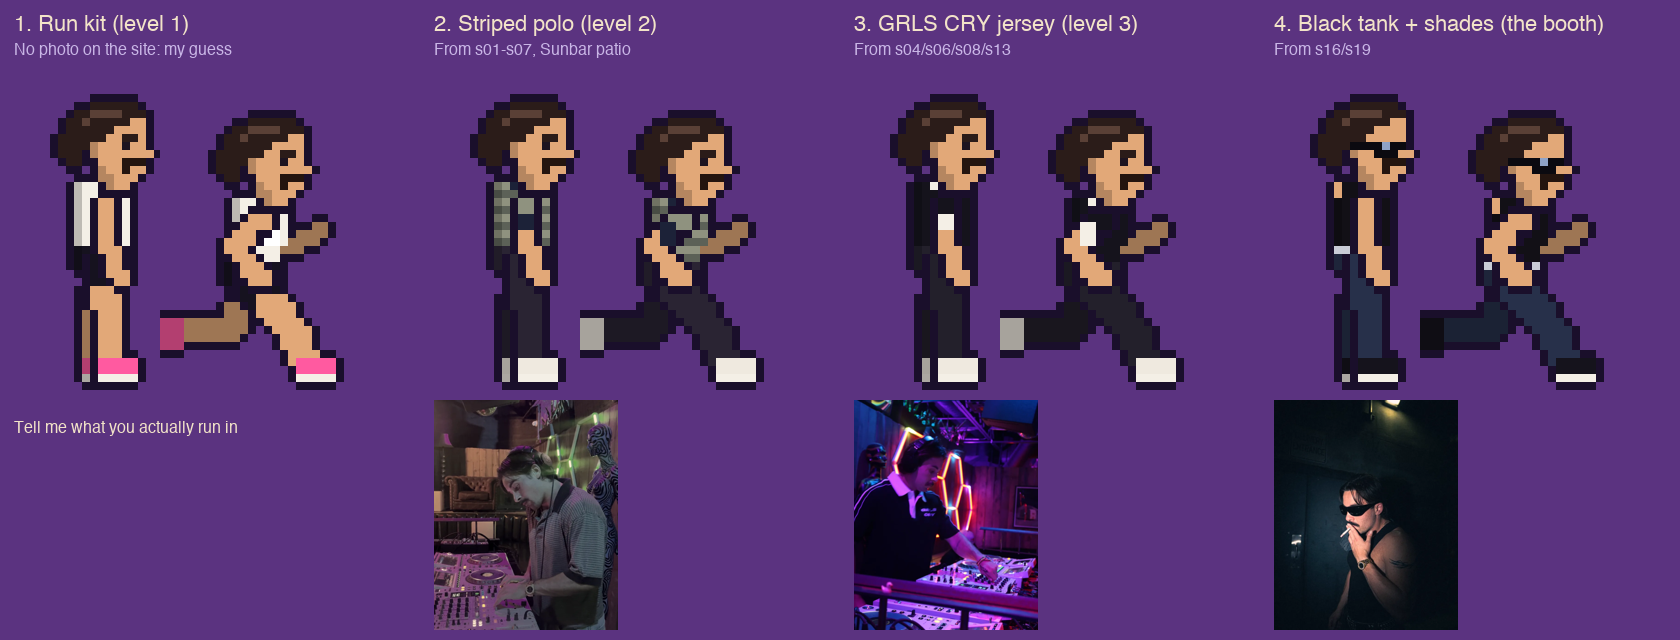 1. Run kit (level 1)
No photo on the site: my guess
2. Striped polo (level 2)
From s01-s07, Sunbar patio
3. GRLS CRY jersey (level 3)
From s04/s06/s08/s13
4. Black tank + shades (the booth)
From s16/s19
Tell me what you actually run in